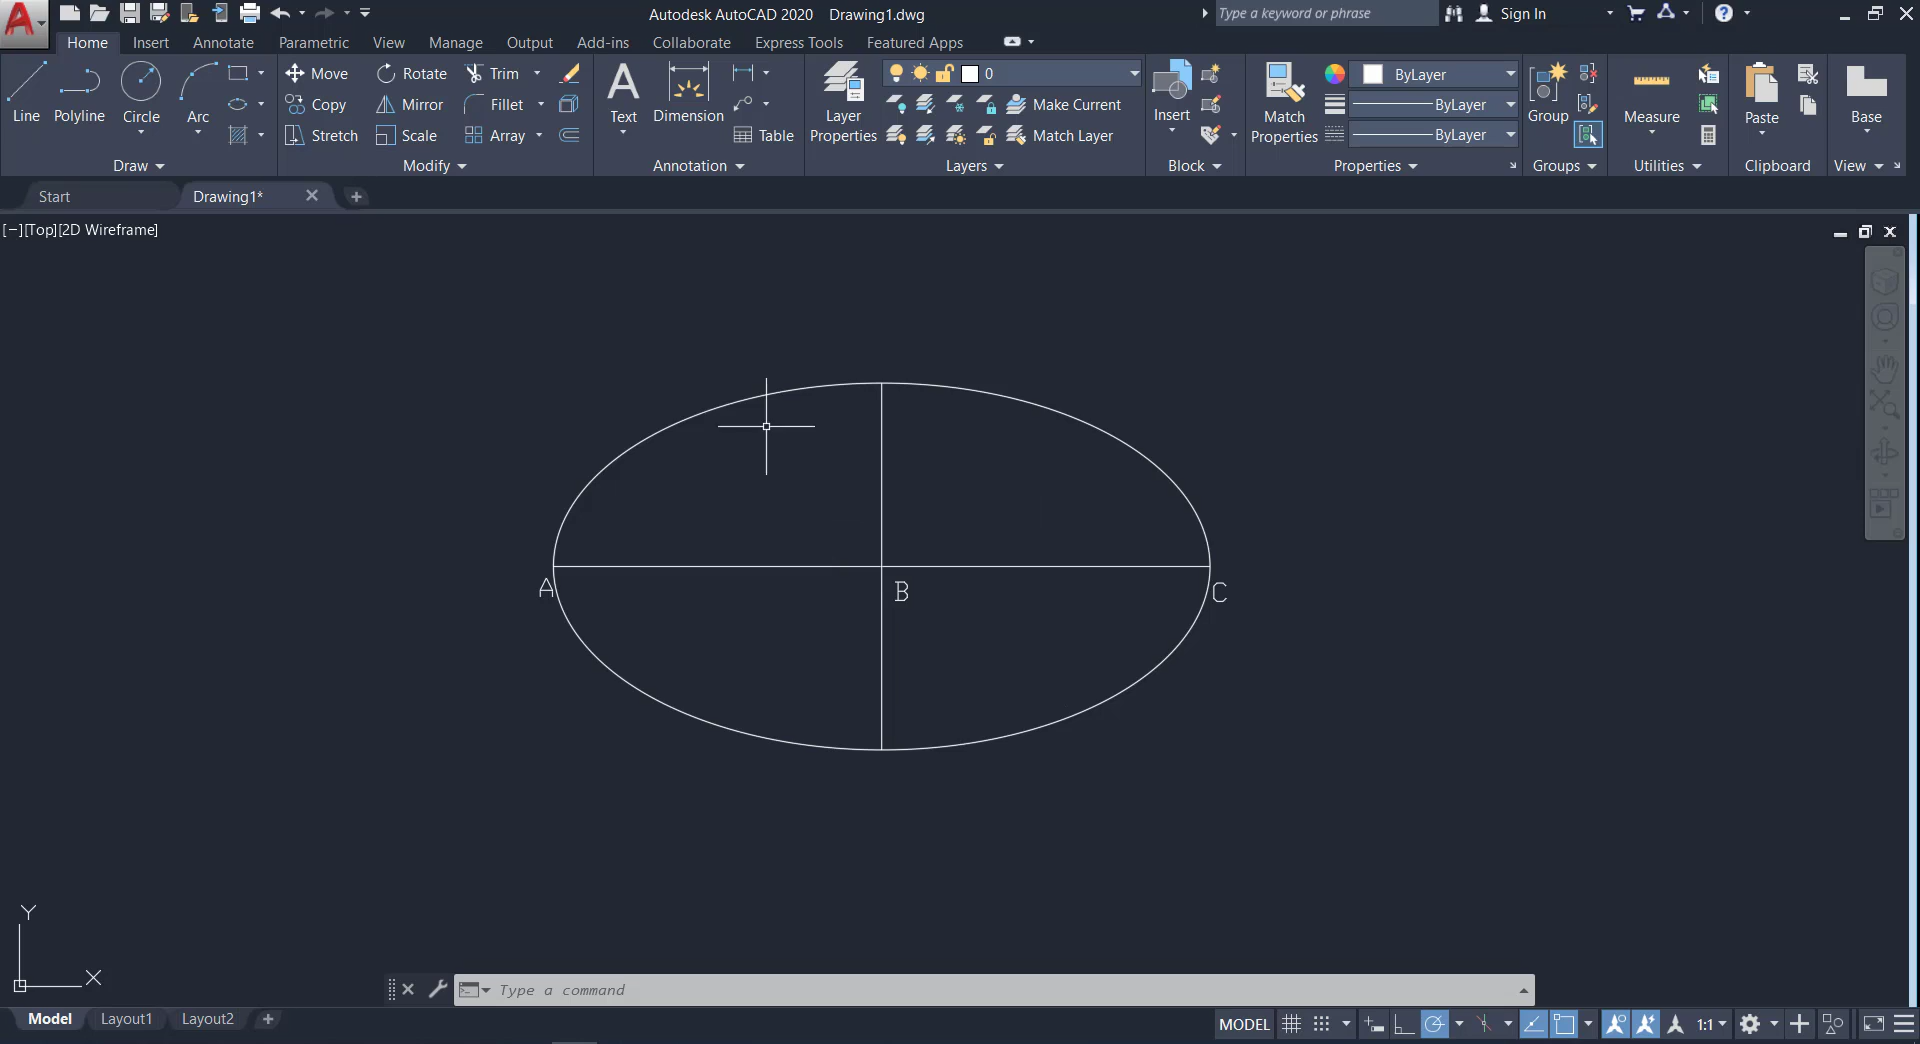 Autodesk AutoCAD 2020 Drawing1.dwg
Type a keyword or phrase
Sign In
Home Insert Annotate Parametric View Manage Output Add-ins Collaborate Express Tools Featured Apps
Line Polyline Circle Arc
Move Rotate Trim
Copy Mirror Fillet
Stretch Scale Array
Text Dimension Table
Layer Properties
0
Make Current
Match Layer
Insert
Match Properties
ByLayer
ByLayer
ByLayer
Group
Measure
Paste
Base
Draw Modify Annotation Layers Block Properties Groups Utilities Clipboard View
Start Drawing1*
[−][Top][2D Wireframe]
A B C
Y
X
Type a command
Model Layout1 Layout2
MODEL 1:1